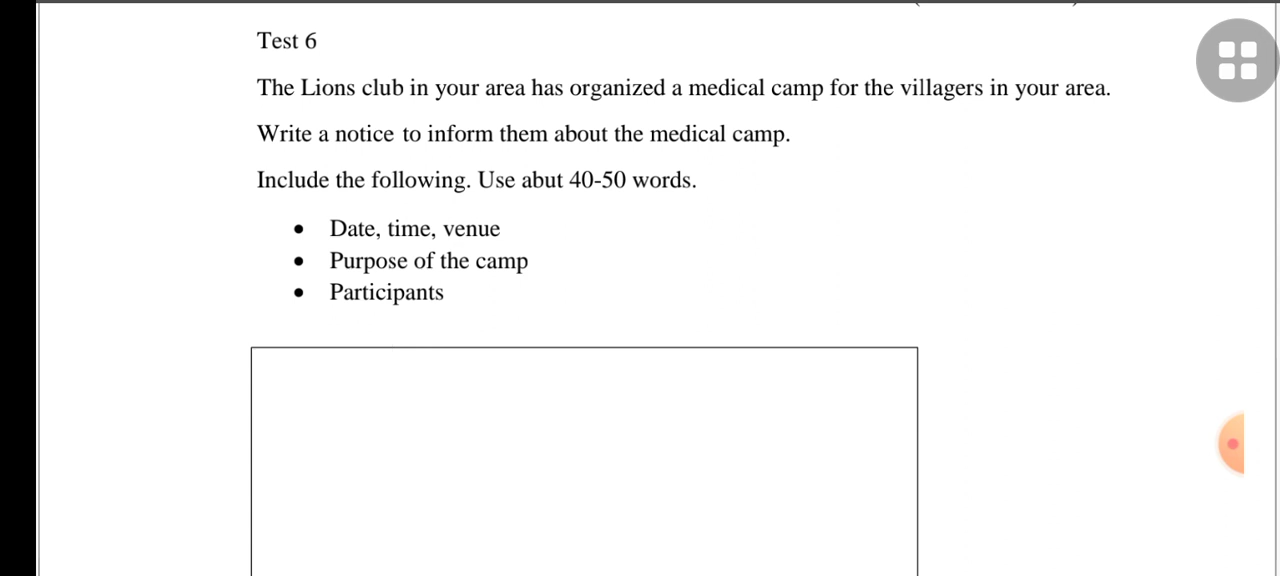 Test 6
The Lions club in your area has organized a medical camp for the villagers in your area.
Write a notice to inform them about the medical camp.
Include the following. Use abut 40-50 words.
• Date, time, venue
• Purpose of the camp
• Participants